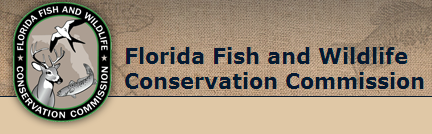 FLORIDA FISH AND WILDLIFE
CONSERVATION COMMISSION
Florida Fish and Wildlife
Conservation Commission